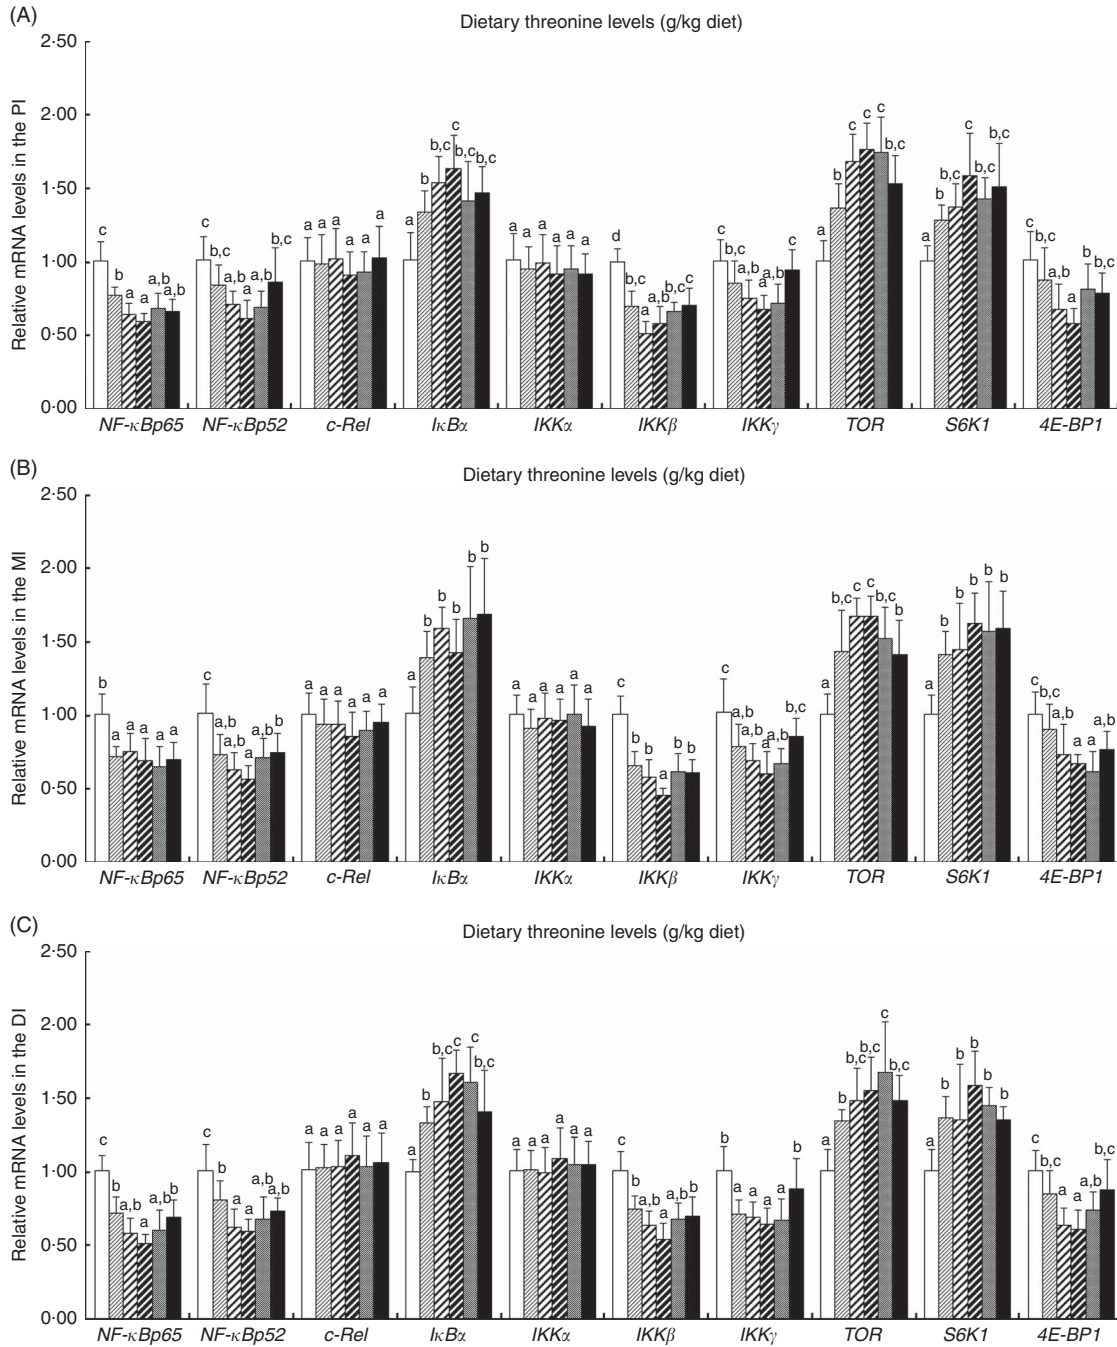 (A)
Dietary threonine levels (g/kg diet)
Relative mRNA levels in the PI
2·50
2·00
1·50
1·00
0·50
0·00
c b a a a,b a,b
c b,c a,b a a,b b,c
a a a a a a
a b b,c c b,c b,c
a a a a a a
d b,c a a,b b,c c
c b,c a,b a a,b c
a b c c c b,c
a b b,c c b,c b,c
c b,c a,b a b b,c
NF-κBp65 NF-κBp52 c-Rel IκBα IKKα IKKβ IKKγ TOR S6K1 4E-BP1
(B)
Dietary threonine levels (g/kg diet)
Relative mRNA levels in the MI
2·50
2·00
1·50
1·00
0·50
0·00
b a a a a a
c a,b a,b a a,b b
a a a a a a
a b b b b b
a a a a a a
c b b a b b
c a,b a,b a a,b b,c
a b,c c c b,c b
a b b b b b
c b,c a,b a a a,b
NF-κBp65 NF-κBp52 c-Rel IκBα IKKα IKKβ IKKγ TOR S6K1 4E-BP1
(C)
Dietary threonine levels (g/kg diet)
Relative mRNA levels in the DI
2·50
2·00
1·50
1·00
0·50
0·00
c b a,b a a,b b
c b a a a,b a,b
a a a a a a
a b b,c c c b,c
a a a a a a
c b a,b a b b
b a a a a b
a b b,c b,c c b,c
a b b b b b
c b,c a a a,b b,c
NF-κBp65 NF-κBp52 c-Rel IκBα IKKα IKKβ IKKγ TOR S6K1 4E-BP1